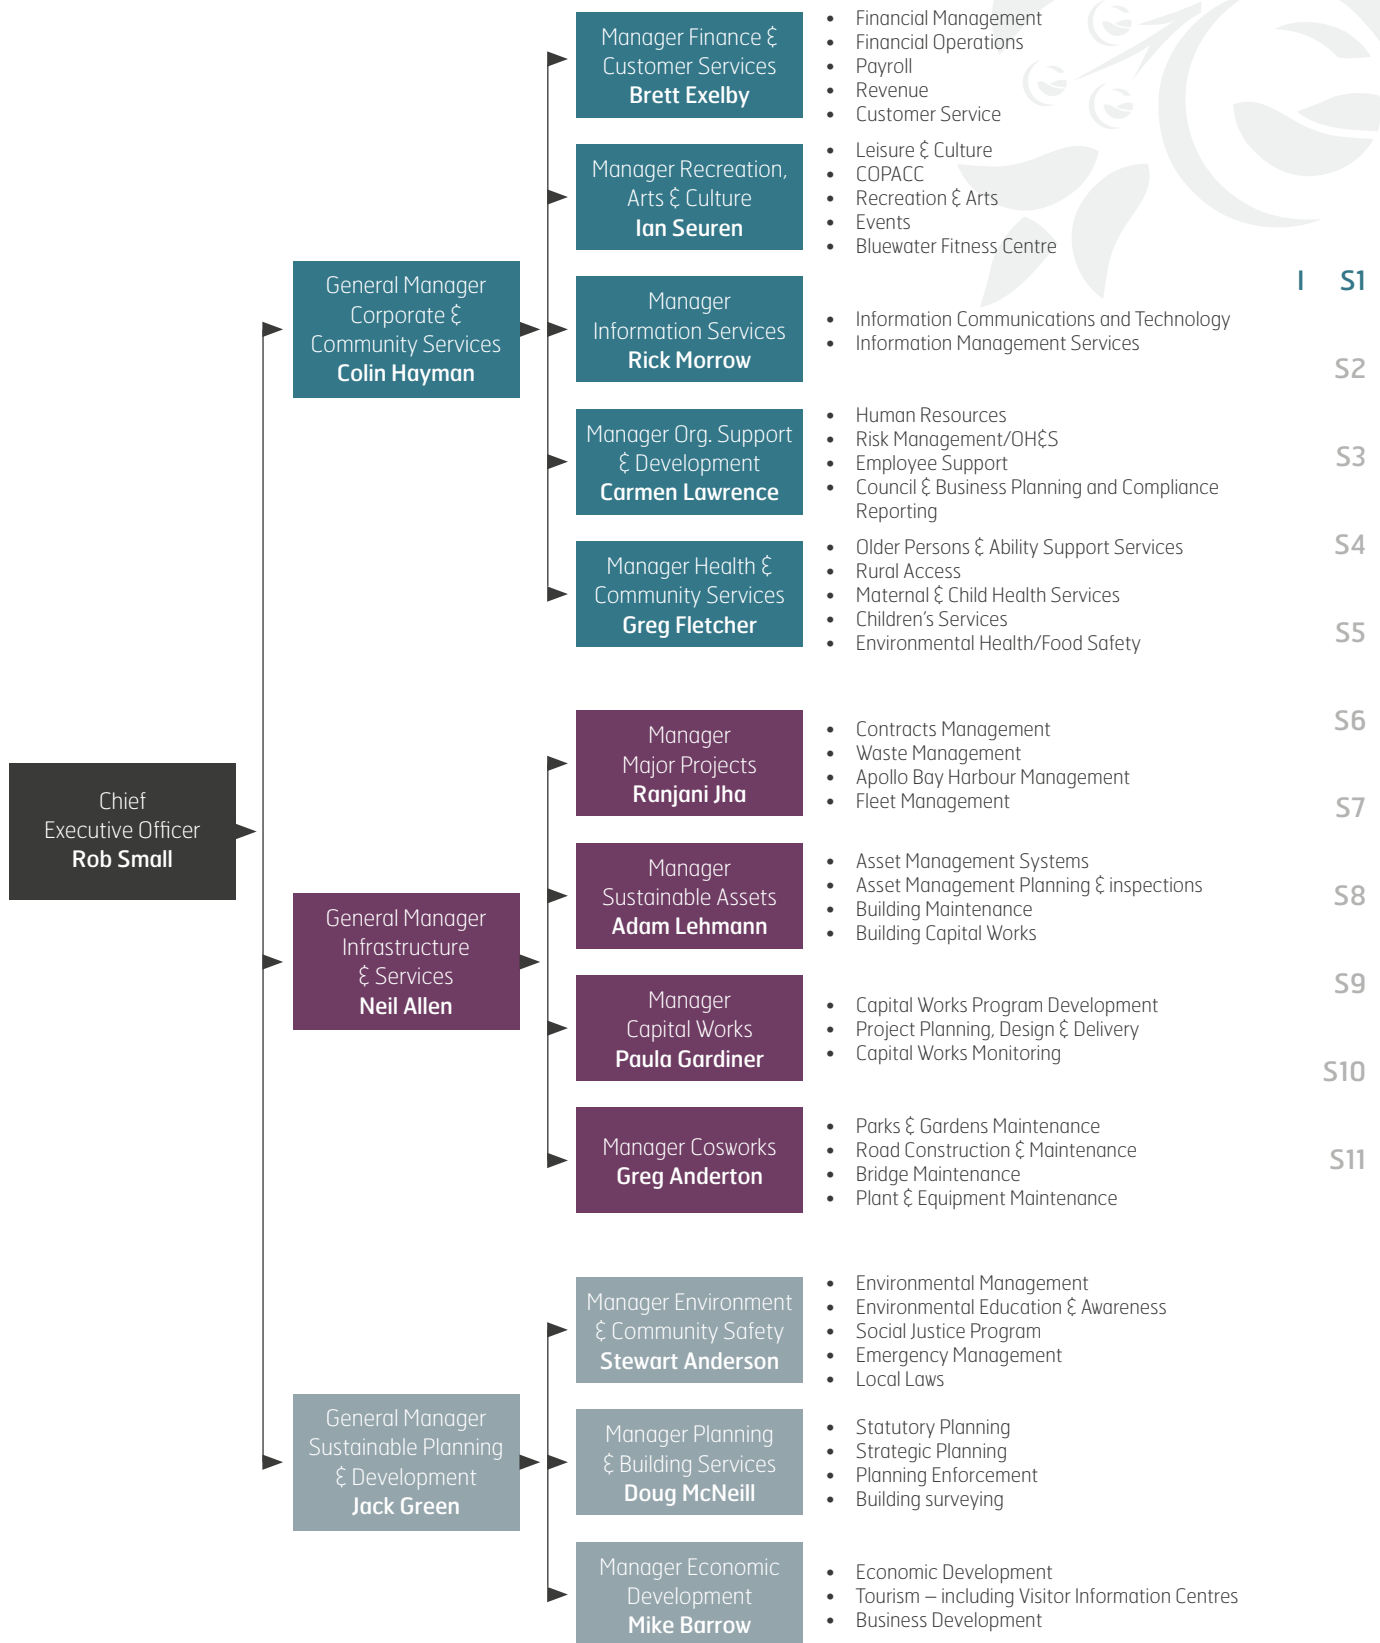 Chief
Executive Officer
Rob Small
General Manager
Corporate &
Community Services
Colin Hayman
Manager Finance &
Customer Services
Brett Exelby
• Financial Management
• Financial Operations
• Payroll
• Revenue
• Customer Service
Manager Recreation,
Arts & Culture
Ian Seuren
• Leisure & Culture
• COPACC
• Recreation & Arts
• Events
• Bluewater Fitness Centre
Manager
Information Services
Rick Morrow
• Information Communications and Technology
• Information Management Services
Manager Org. Support
& Development
Carmen Lawrence
• Human Resources
• Risk Management/OH&S
• Employee Support
• Council & Business Planning and Compliance
Reporting
Manager Health &
Community Services
Greg Fletcher
• Older Persons & Ability Support Services
• Rural Access
• Maternal & Child Health Services
• Children's Services
• Environmental Health/Food Safety
General Manager
Infrastructure
& Services
Neil Allen
Manager
Major Projects
Ranjani Jha
• Contracts Management
• Waste Management
• Apollo Bay Harbour Management
• Fleet Management
Manager
Sustainable Assets
Adam Lehmann
• Asset Management Systems
• Asset Management Planning & inspections
• Building Maintenance
• Building Capital Works
Manager
Capital Works
Paula Gardiner
• Capital Works Program Development
• Project Planning, Design & Delivery
• Capital Works Monitoring
Manager Cosworks
Greg Anderton
• Parks & Gardens Maintenance
• Road Construction & Maintenance
• Bridge Maintenance
• Plant & Equipment Maintenance
General Manager
Sustainable Planning
& Development
Jack Green
Manager Environment
& Community Safety
Stewart Anderson
• Environmental Management
• Environmental Education & Awareness
• Social Justice Program
• Emergency Management
• Local Laws
Manager Planning
& Building Services
Doug McNeill
• Statutory Planning
• Strategic Planning
• Planning Enforcement
• Building surveying
Manager Economic
Development
Mike Barrow
• Economic Development
• Tourism – including Visitor Information Centres
• Business Development
I S1
S2
S3
S4
S5
S6
S7
S8
S9
S10
S11